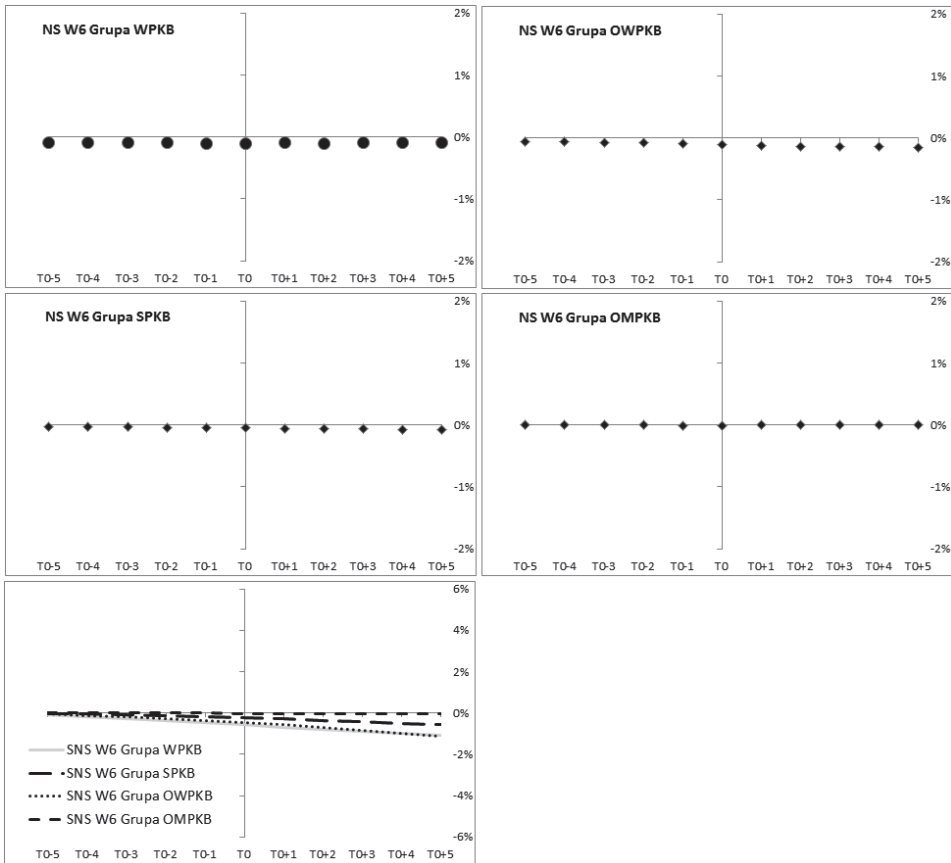 NS W6 Grupa WPKB
2%
1%
0%
-1%
-2%
T0-5 T0-4 T0-3 T0-2 T0-1 T0 T0+1 T0+2 T0+3 T0+4 T0+5
NS W6 Grupa OWPKB
2%
1%
0%
-1%
-2%
T0-5 T0-4 T0-3 T0-2 T0-1 T0 T0+1 T0+2 T0+3 T0+4 T0+5
NS W6 Grupa SPKB
2%
1%
0%
-1%
-2%
T0-5 T0-4 T0-3 T0-2 T0-1 T0 T0+1 T0+2 T0+3 T0+4 T0+5
NS W6 Grupa OMPKB
2%
1%
0%
-1%
-2%
T0-5 T0-4 T0-3 T0-2 T0-1 T0 T0+1 T0+2 T0+3 T0+4 T0+5
6%
4%
2%
0%
-2%
-4%
-6%
SNS W6 Grupa WPKB
SNS W6 Grupa SPKB
SNS W6 Grupa OWPKB
SNS W6 Grupa OMPKB
T0-5 T0-4 T0-3 T0-2 T0-1 T0 T0+1 T0+2 T0+3 T0+4 T0+5